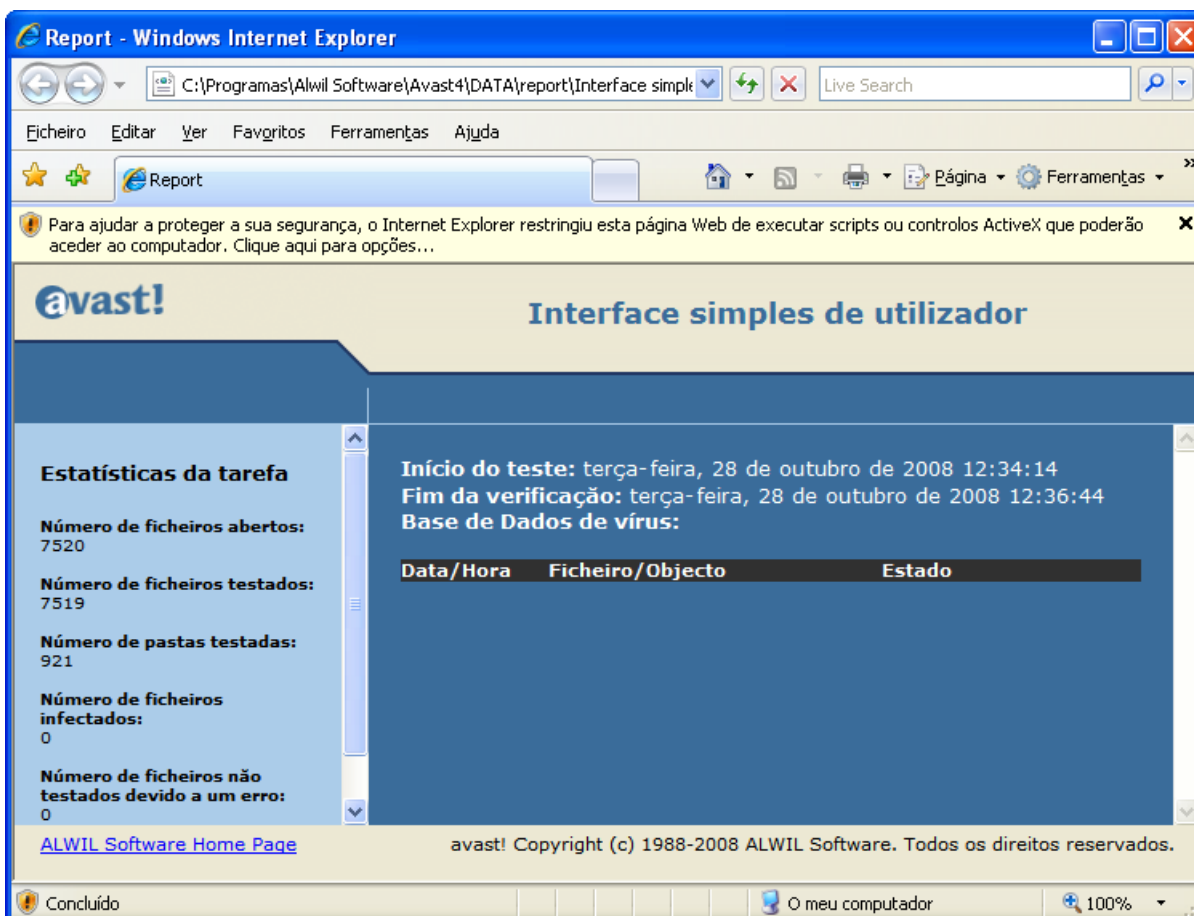 Report - Windows Internet Explorer
C:\Programas\Alwil Software\Avast4\DATA\report\Interface simple
Live Search
Ficheiro Editar Ver Favoritos Ferramentas Ajuda
Report
Página
Ferramentas
»
Para ajudar a proteger a sua segurança, o Internet Explorer restringiu esta página Web de executar scripts ou controlos ActiveX que poderão
aceder ao computador. Clique aqui para opções...
avast!
Interface simples de utilizador
Estatísticas da tarefa
Número de ficheiros abertos:
7520
Número de ficheiros testados:
7519
Número de pastas testadas:
921
Número de ficheiros
infectados:
0
Número de ficheiros não
testados devido a um erro:
0
Início do teste: terça-feira, 28 de outubro de 2008 12:34:14
Fim da verificação: terça-feira, 28 de outubro de 2008 12:36:44
Base de Dados de vírus:
Data/Hora Ficheiro/Objecto Estado
ALWIL Software Home Page
avast! Copyright (c) 1988-2008 ALWIL Software. Todos os direitos reservados.
Concluído
O meu computador
100%